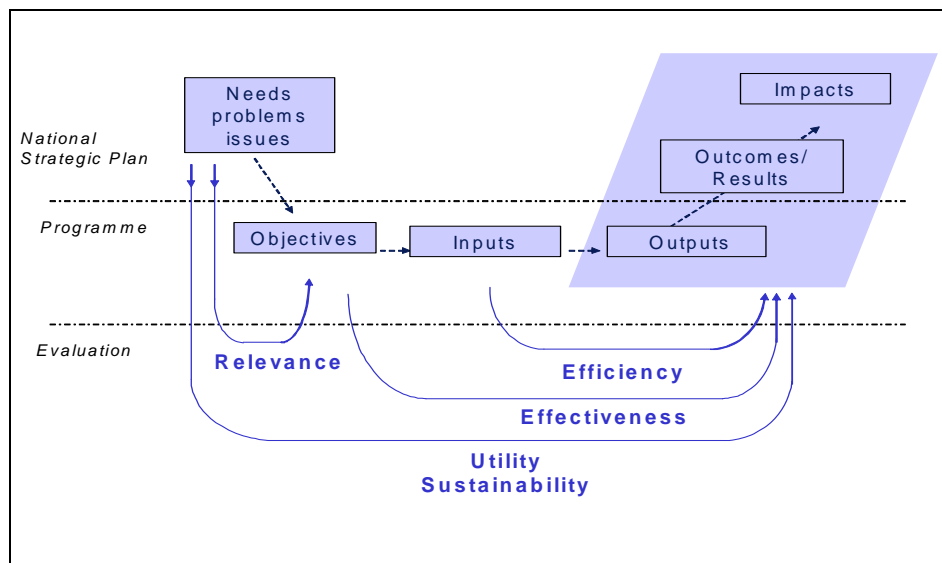 Needs
problems
issues
Impacts
National
Strategic Plan
Outcomes/
Results
Programme
Objectives
Inputs
Outputs
Evaluation
Relevance
Efficiency
Effectiveness
Utility
Sustainability